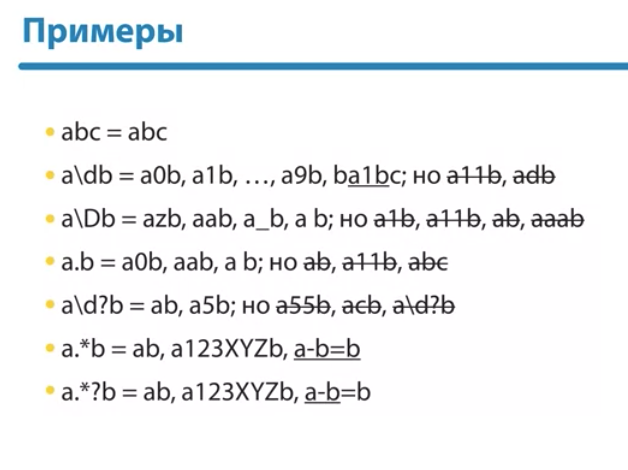 Примеры
• abc = abc
• a\db = a0b, a1b, …, a9b, ba1bc; но a11b, adb
• a\Db = azb, aab, a_b, a b; но a1b, a11b, ab, aaab
• a.b = a0b, aab, a b; но ab, a11b, abc
• a\d?b = ab, a5b; но a55b, acb, a\d?b
• a.*b = ab, a123XYZb, a-b=b
• a.*?b = ab, a123XYZb, a-b=b